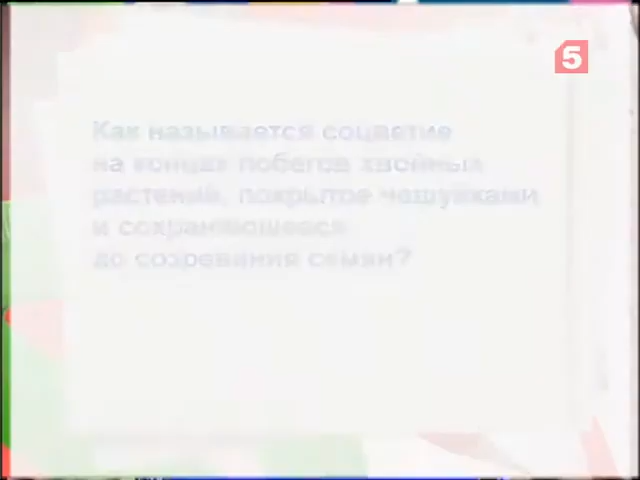 5
Как называется соцветие
на концах побегов хвойных
растений, покрытое чешуйками
и сохраняющееся
до созревания семян?